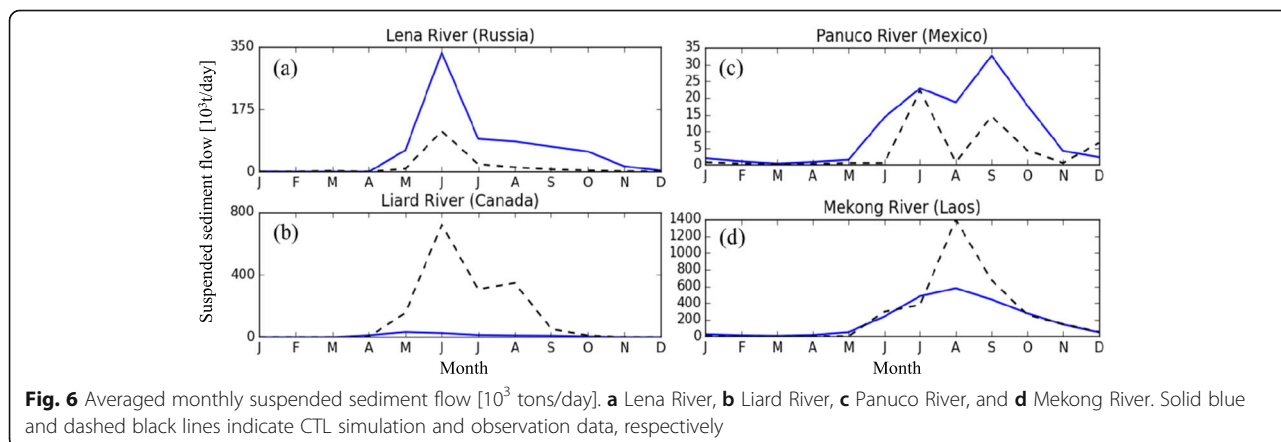 Lena River (Russia)
350
175
0
(a)
J F M A M J J A S O N D
Liard River (Canada)
800
400
0
(b)
J F M A M J J A S O N D
Panuco River (Mexico)
35
30
25
20
15
10
5
0
(c)
J F M A M J J A S O N D
Mekong River (Laos)
1400
1200
1000
800
600
400
200
0
(d)
J F M A M J J A S O N D
Suspended sediment flow [10³t/day]
Month
Month
Fig. 6 Averaged monthly suspended sediment flow [10³ tons/day]. a Lena River, b Liard River, c Panuco River, and d Mekong River. Solid blue
and dashed black lines indicate CTL simulation and observation data, respectively